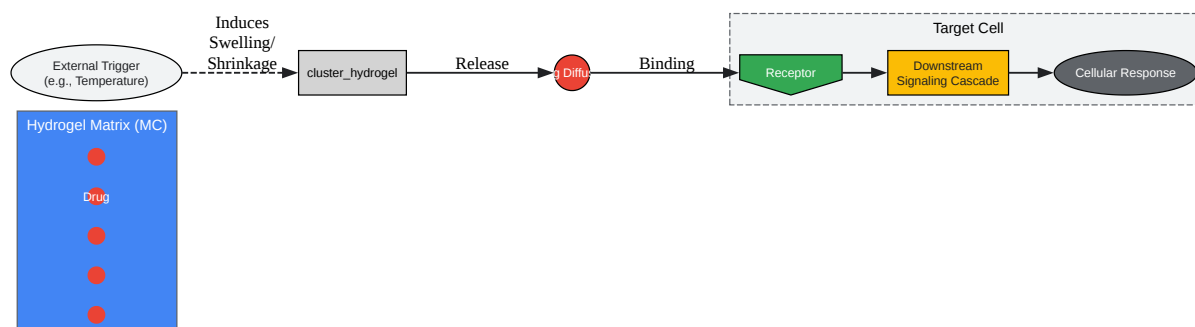 Induces
Swelling/
Shrinkage
External Trigger
(e.g., Temperature)
cluster_hydrogel
Release
g Diffus
Binding
Target Cell
Receptor
Downstream
Signaling Cascade
Cellular Response
Hydrogel Matrix (MC)
Drug